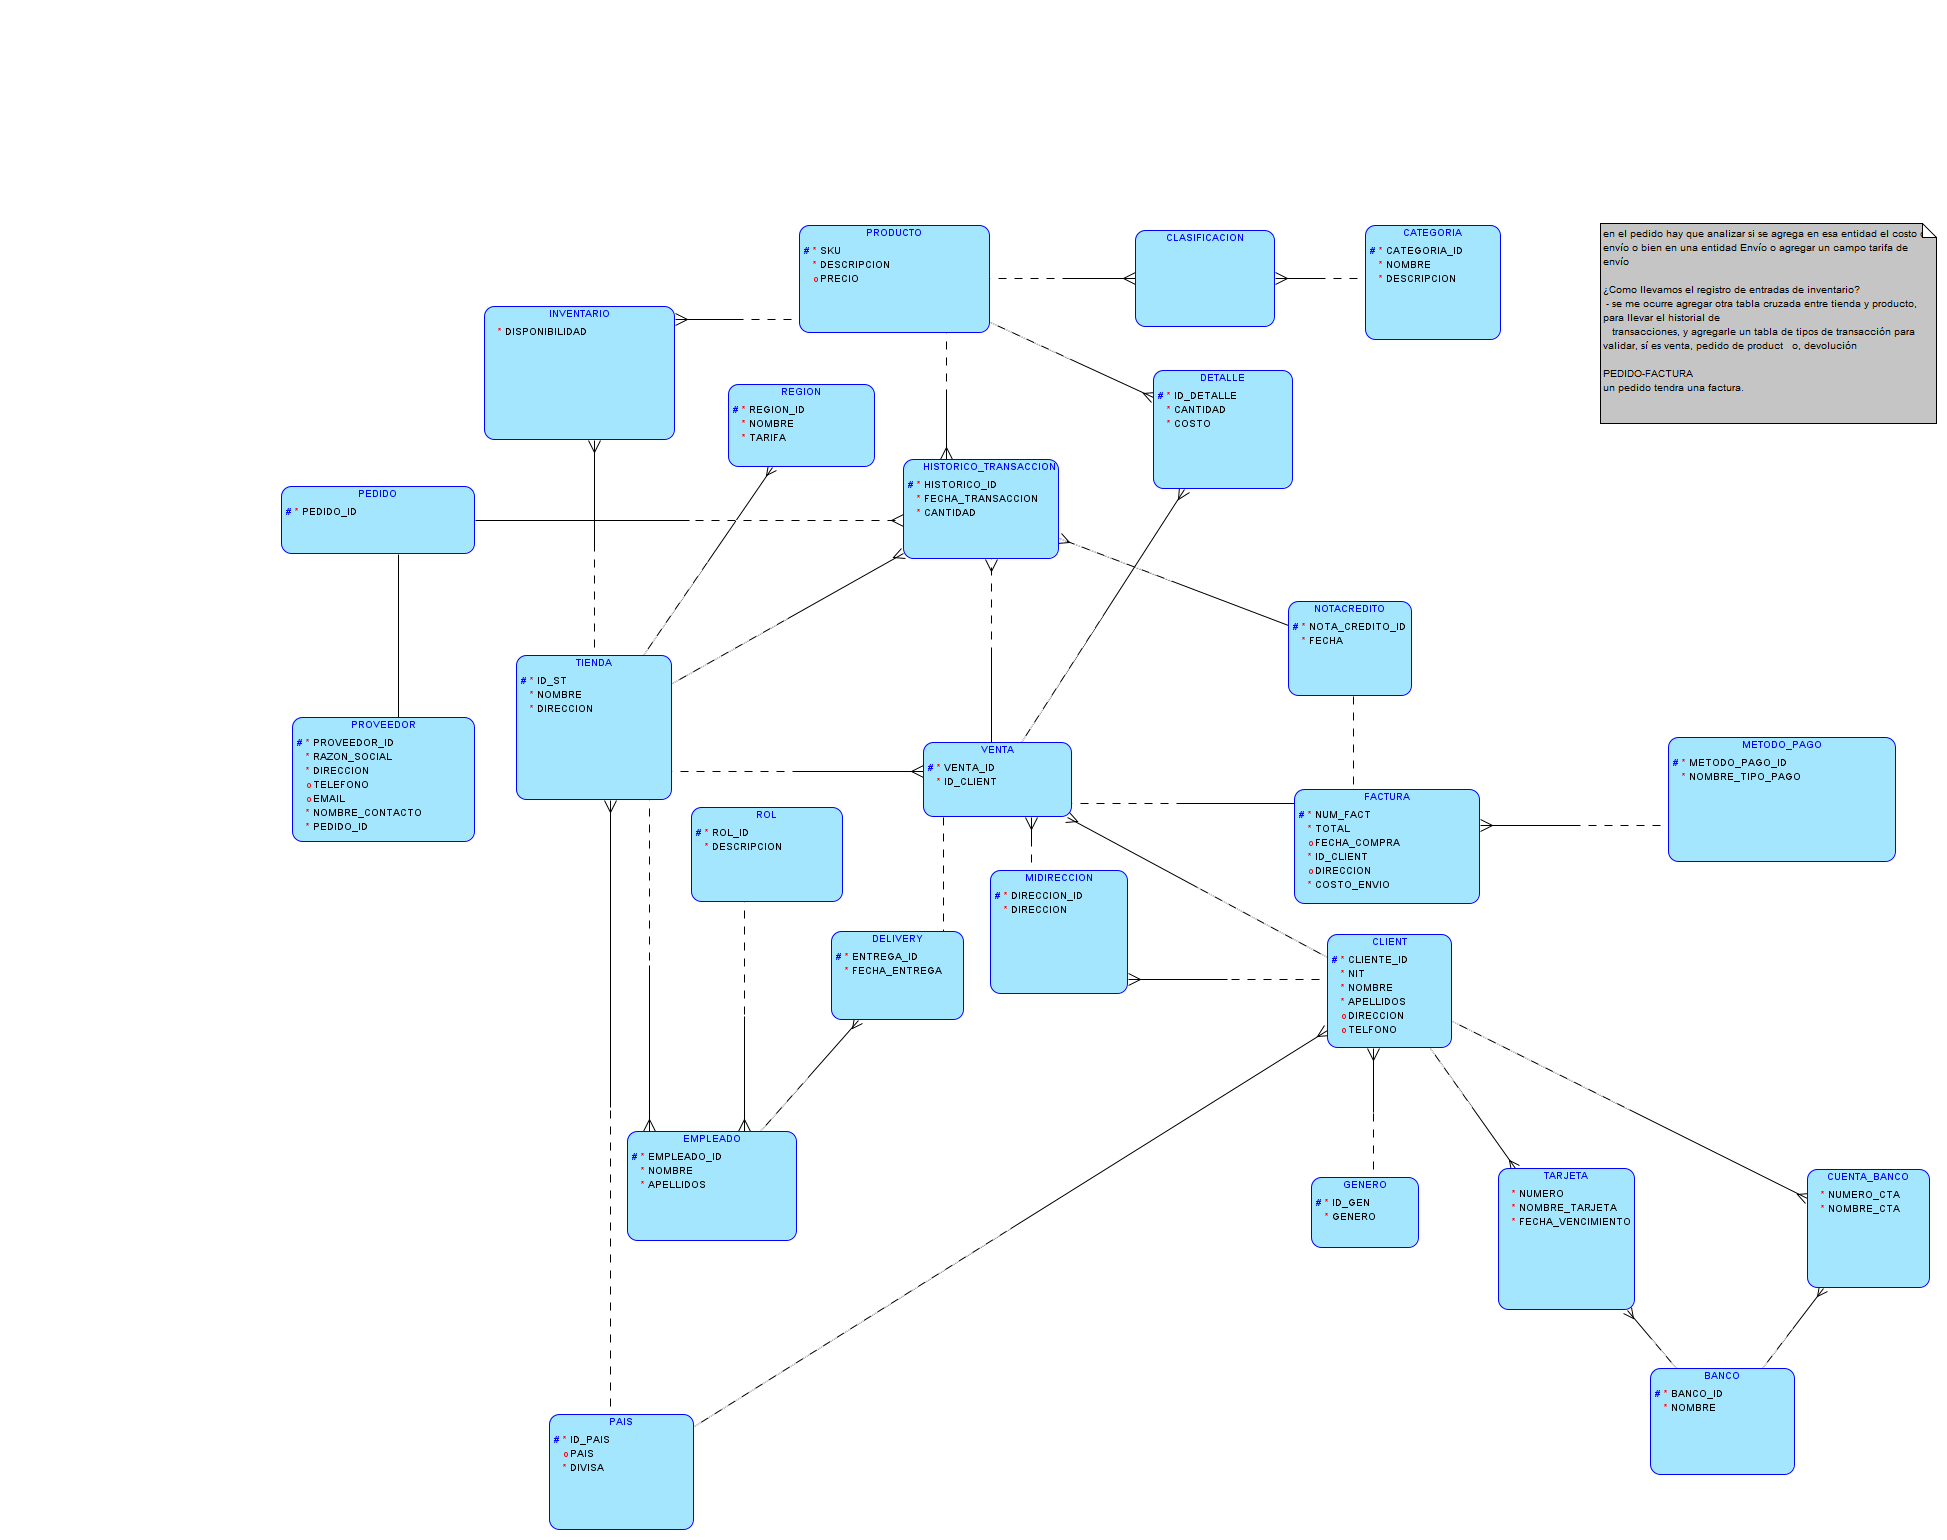 PRODUCTO
# * SKU
* DESCRIPCION
o PRECIO
CLASIFICACION
CATEGORIA
# * CATEGORIA_ID
* NOMBRE
* DESCRIPCION
en el pedido hay que analizar si se agrega en esa entidad el costo
envío o bien en una entidad Envío o agregar un campo tarifa de
envío
¿Como llevamos el registro de entradas de inventario?
- se me ocurre agregar otra tabla cruzada entre tienda y producto,
para llevar el historial de
transacciones, y agregarle un tabla de tipos de transacción para
validar, sí es venta, pedido de product o, devolución
PEDIDO-FACTURA
un pedido tendra una factura.
INVENTARIO
* DISPONIBILIDAD
REGION
# * REGION_ID
* NOMBRE
* TARIFA
DETALLE
# * ID_DETALLE
* CANTIDAD
* COSTO
HISTORICO_TRANSACCION
# * HISTORICO_ID
* FECHA_TRANSACCION
* CANTIDAD
PEDIDO
# * PEDIDO_ID
NOTACREDITO
# * NOTA_CREDITO_ID
* FECHA
TIENDA
# * ID_ST
* NOMBRE
* DIRECCION
PROVEEDOR
# * PROVEEDOR_ID
* RAZON_SOCIAL
* DIRECCION
o TELEFONO
o EMAIL
* NOMBRE_CONTACTO
* PEDIDO_ID
VENTA
# * VENTA_ID
* ID_CLIENT
METODO_PAGO
# * METODO_PAGO_ID
* NOMBRE_TIPO_PAGO
FACTURA
# * NUM_FACT
* TOTAL
o FECHA_COMPRA
* ID_CLIENT
o DIRECCION
* COSTO_ENVIO
ROL
# * ROL_ID
* DESCRIPCION
MIDIRECCION
# * DIRECCION_ID
* DIRECCION
DELIVERY
# * ENTREGA_ID
* FECHA_ENTREGA
CLIENT
# * CLIENTE_ID
* NIT
* NOMBRE
* APELLIDOS
o DIRECCION
o TELFONO
EMPLEADO
# * EMPLEADO_ID
* NOMBRE
* APELLIDOS
GENERO
# * ID_GEN
* GENERO
TARJETA
* NUMERO
* NOMBRE_TARJETA
* FECHA_VENCIMIENTO
CUENTA_BANCO
* NUMERO_CTA
* NOMBRE_CTA
BANCO
# * BANCO_ID
* NOMBRE
PAIS
# * ID_PAIS
o PAIS
* DIVISA